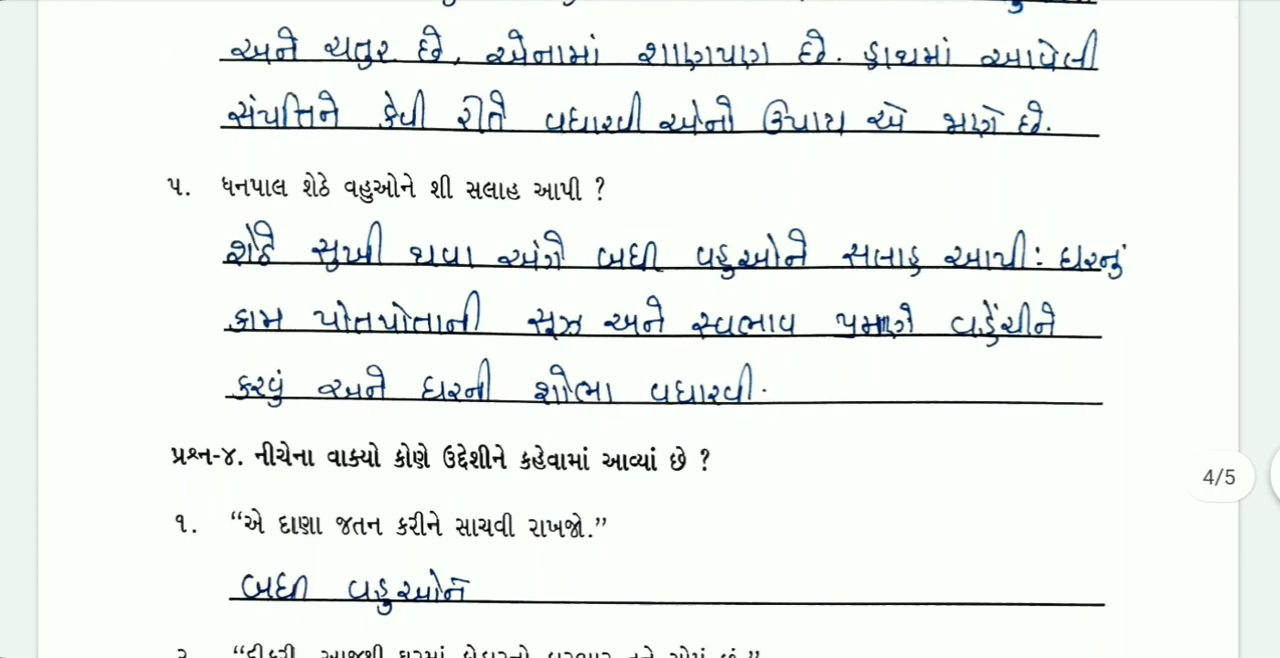 અને ચતુર છે. એનામાં શાણપણ છે. હાથમાં આપેલી
સંપત્તિને કેવી રીતે વધારવી એનો ઉપાય એ જાણે છે.
૫. ધનપાલ શેઠે વહુઓને શી સલાહ આપી ?
શેઠે સુખી થવા અંગે બધી વહુઓને સલાહ આપી: ઘરનું
કામ પોતપોતાની સૂઝ અને સ્વભાવ પ્રમાણે વહેંચીને
કરવું અને ઘરની શોભા વધારવી.
પ્રશ્ન-૪. નીચેના વાક્યો કોણે ઉદ્દેશીને કહેવામાં આવ્યાં છે ?
૧. “એ દાણા જતન કરીને સાચવી રાખજો.”
બધી વહુઓને
4/5